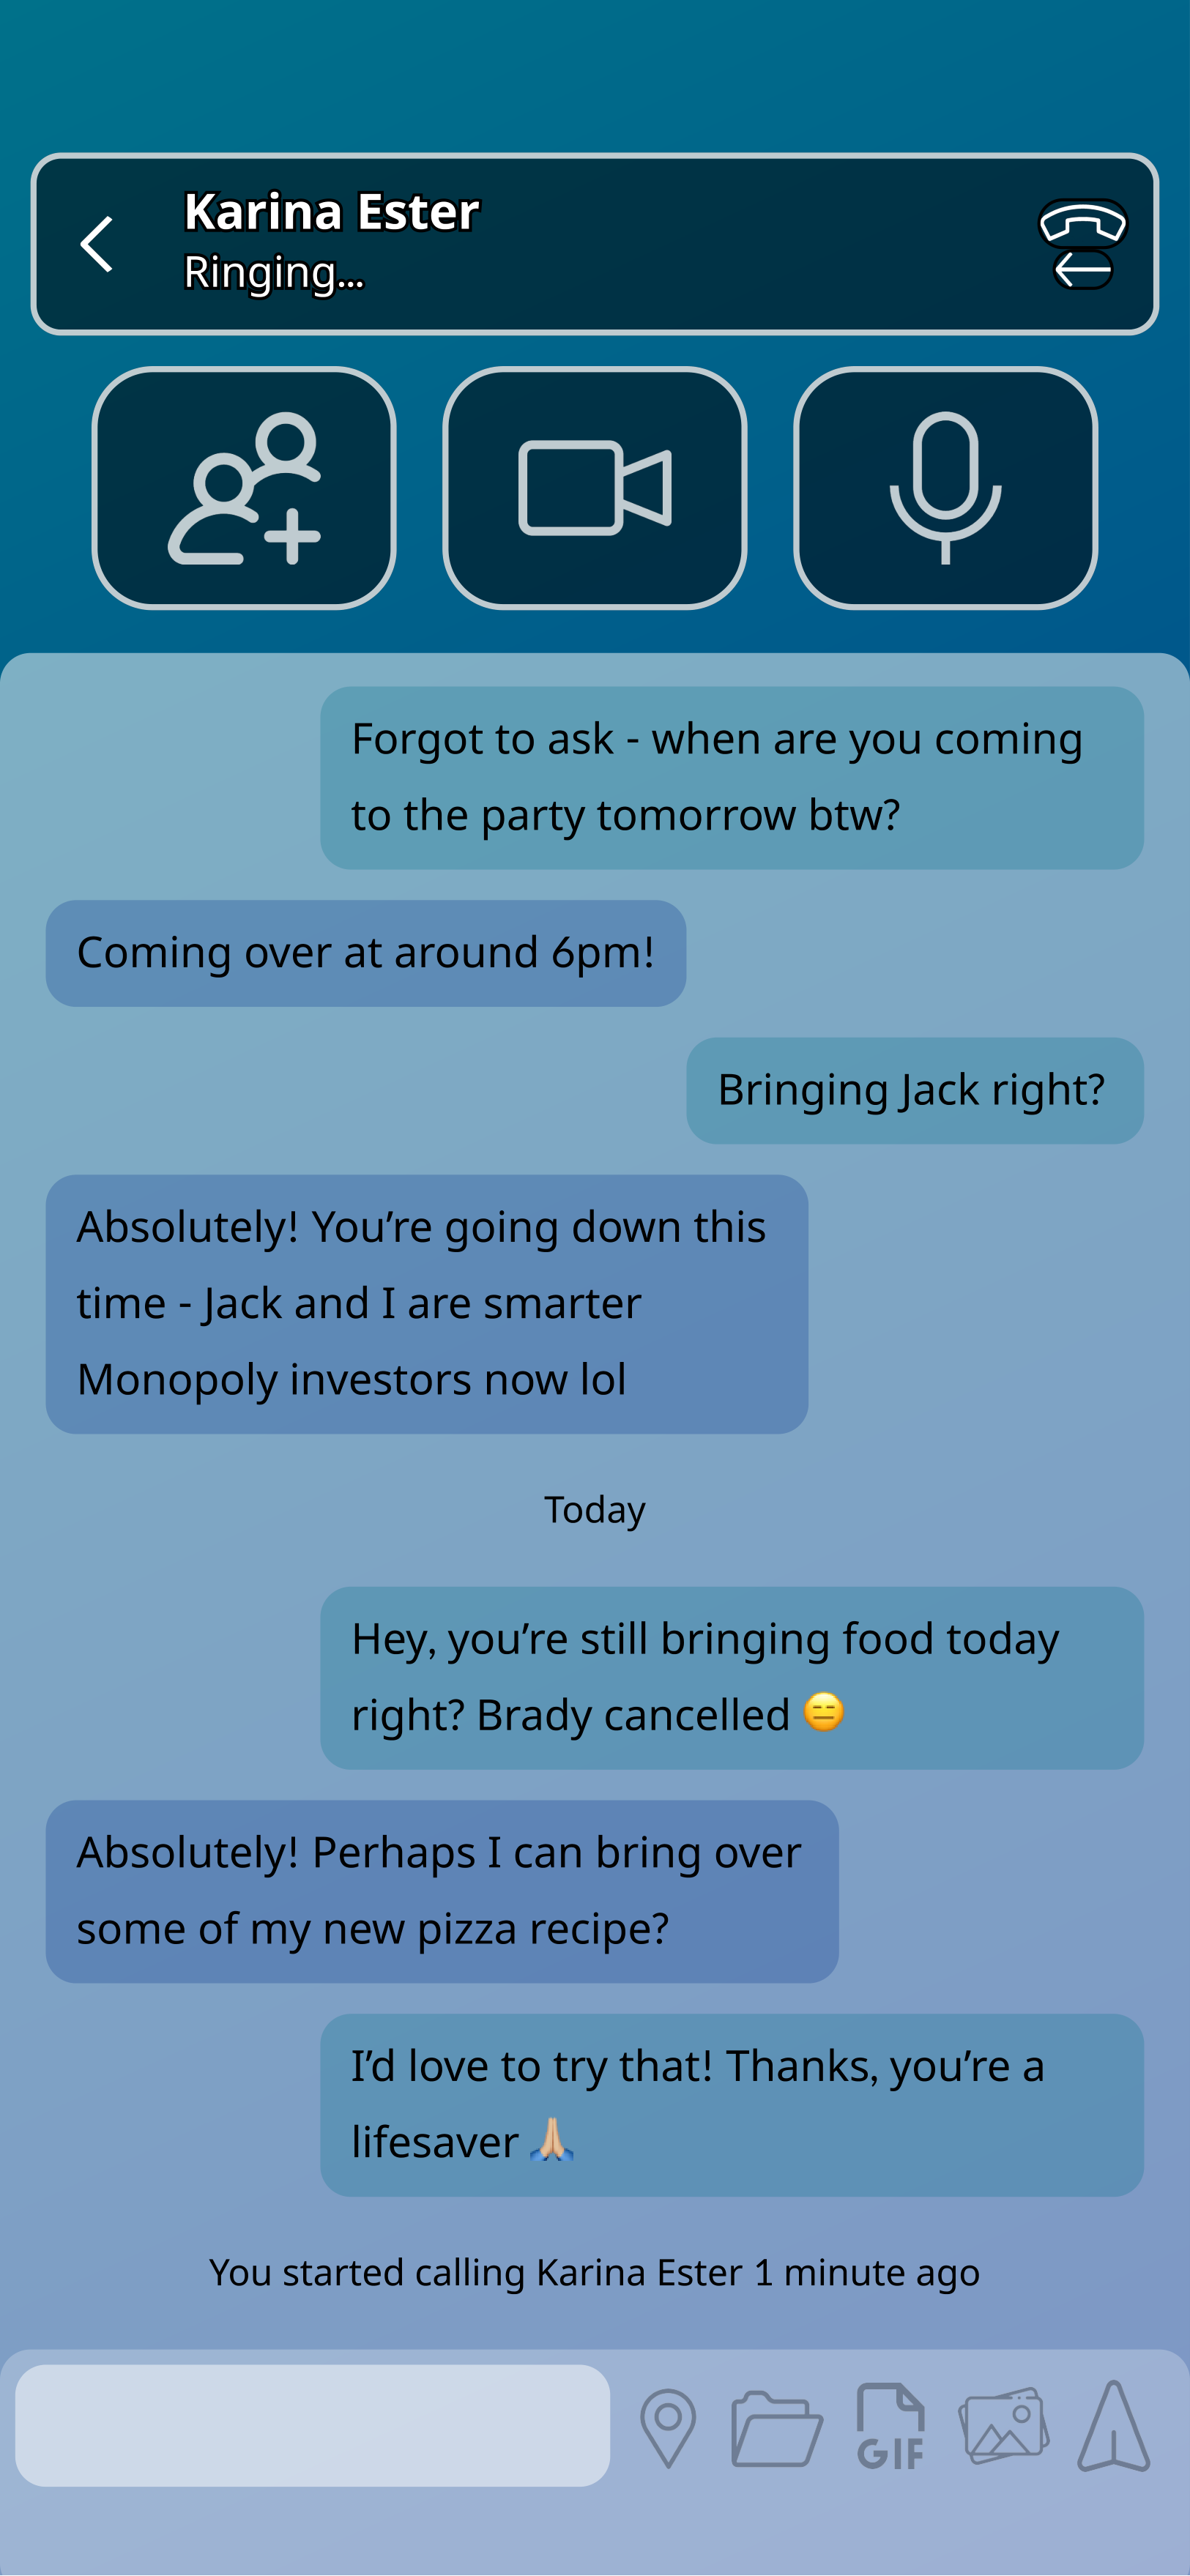 Karina Ester
Ringing...
Forgot to ask - when are you coming
to the party tomorrow btw?
Coming over at around 6pm!
Bringing Jack right?
Absolutely! You’re going down this
time - Jack and I are smarter
Monopoly investors now lol
Today
Hey, you’re still bringing food today
right? Brady cancelled 😑
Absolutely! Perhaps I can bring over
some of my new pizza recipe?
I’d love to try that! Thanks, you’re a
lifesaver 🙏🏼
You started calling Karina Ester 1 minute ago
GIF